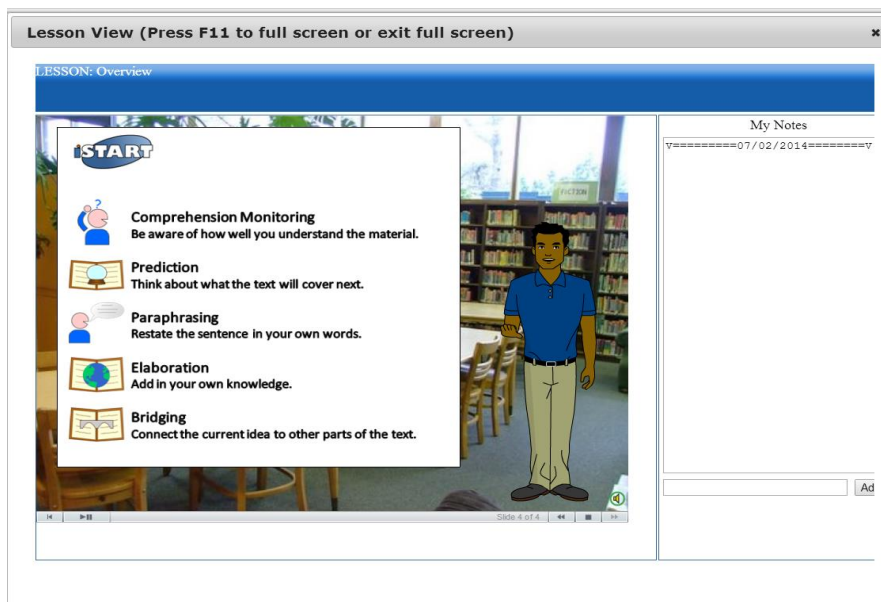 Lesson View (Press F11 to full screen or exit full screen)
LESSON: Overview
iSTART
Comprehension Monitoring
Be aware of how well you understand the material.
Prediction
Think about what the text will cover next.
Paraphrasing
Restate the sentence in your own words.
Elaboration
Add in your own knowledge.
Bridging
Connect the current idea to other parts of the text.
FICTION
Slide 4 of 4
My Notes
v=========07/02/2014========v
Ad